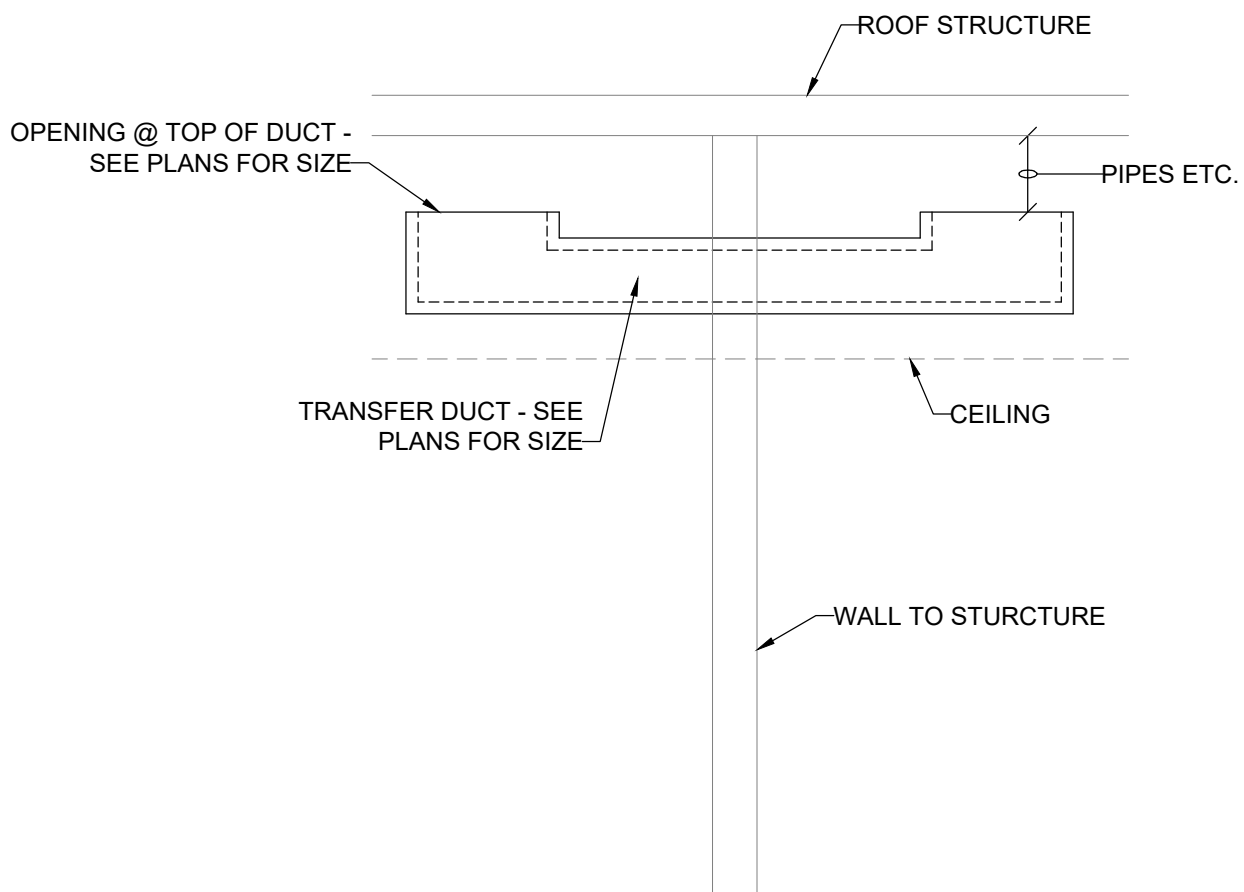 ROOF STRUCTURE
OPENING @ TOP OF DUCT -
SEE PLANS FOR SIZE
PIPES ETC.
TRANSFER DUCT - SEE
PLANS FOR SIZE
CEILING
WALL TO STURCTURE